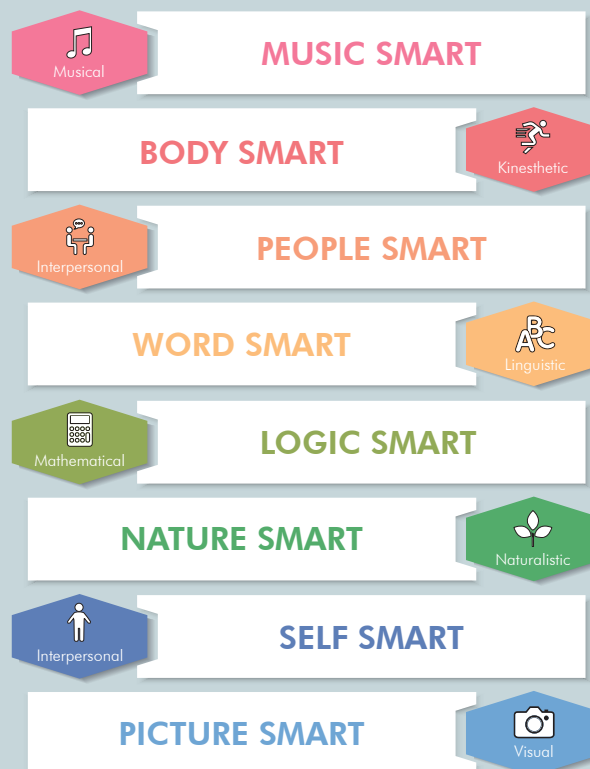 MUSIC SMART
Musical
BODY SMART
Kinesthetic
PEOPLE SMART
Interpersonal
WORD SMART
ABC
Linguistic
LOGIC SMART
Mathematical
NATURE SMART
Naturalistic
SELF SMART
Interpersonal
PICTURE SMART
Visual